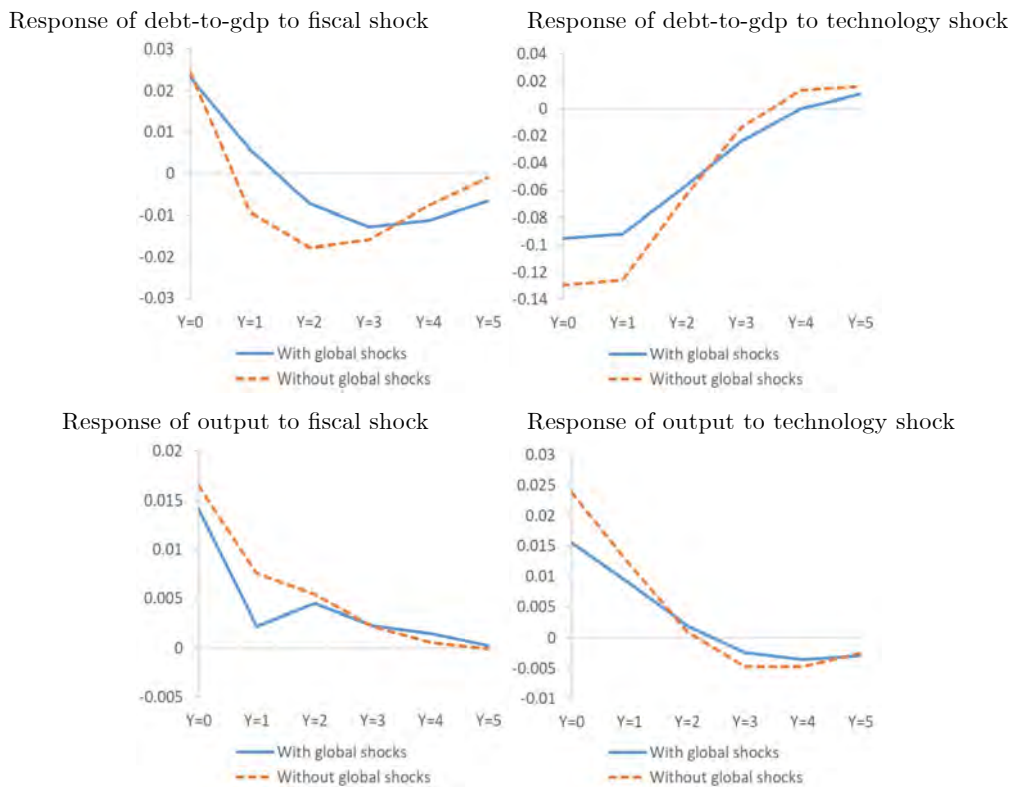 Response of debt-to-gdp to fiscal shock
0.03
0.02
0.01
0
-0.01
-0.02
-0.03
Y=0 Y=1 Y=2 Y=3 Y=4 Y=5
With global shocks
Without global shocks
Response of debt-to-gdp to technology shock
0.04
0.02
0
-0.02
-0.04
-0.06
-0.08
-0.1
-0.12
-0.14
Y=0 Y=1 Y=2 Y=3 Y=4 Y=5
With global shocks
Without global shocks
Response of output to fiscal shock
0.02
0.015
0.01
0.005
0
-0.005
Y=0 Y=1 Y=2 Y=3 Y=4 Y=5
With global shocks
Without global shocks
Response of output to technology shock
0.03
0.025
0.02
0.015
0.01
0.005
0
-0.005
-0.01
Y=0 Y=1 Y=2 Y=3 Y=4 Y=5
With global shocks
Without global shocks